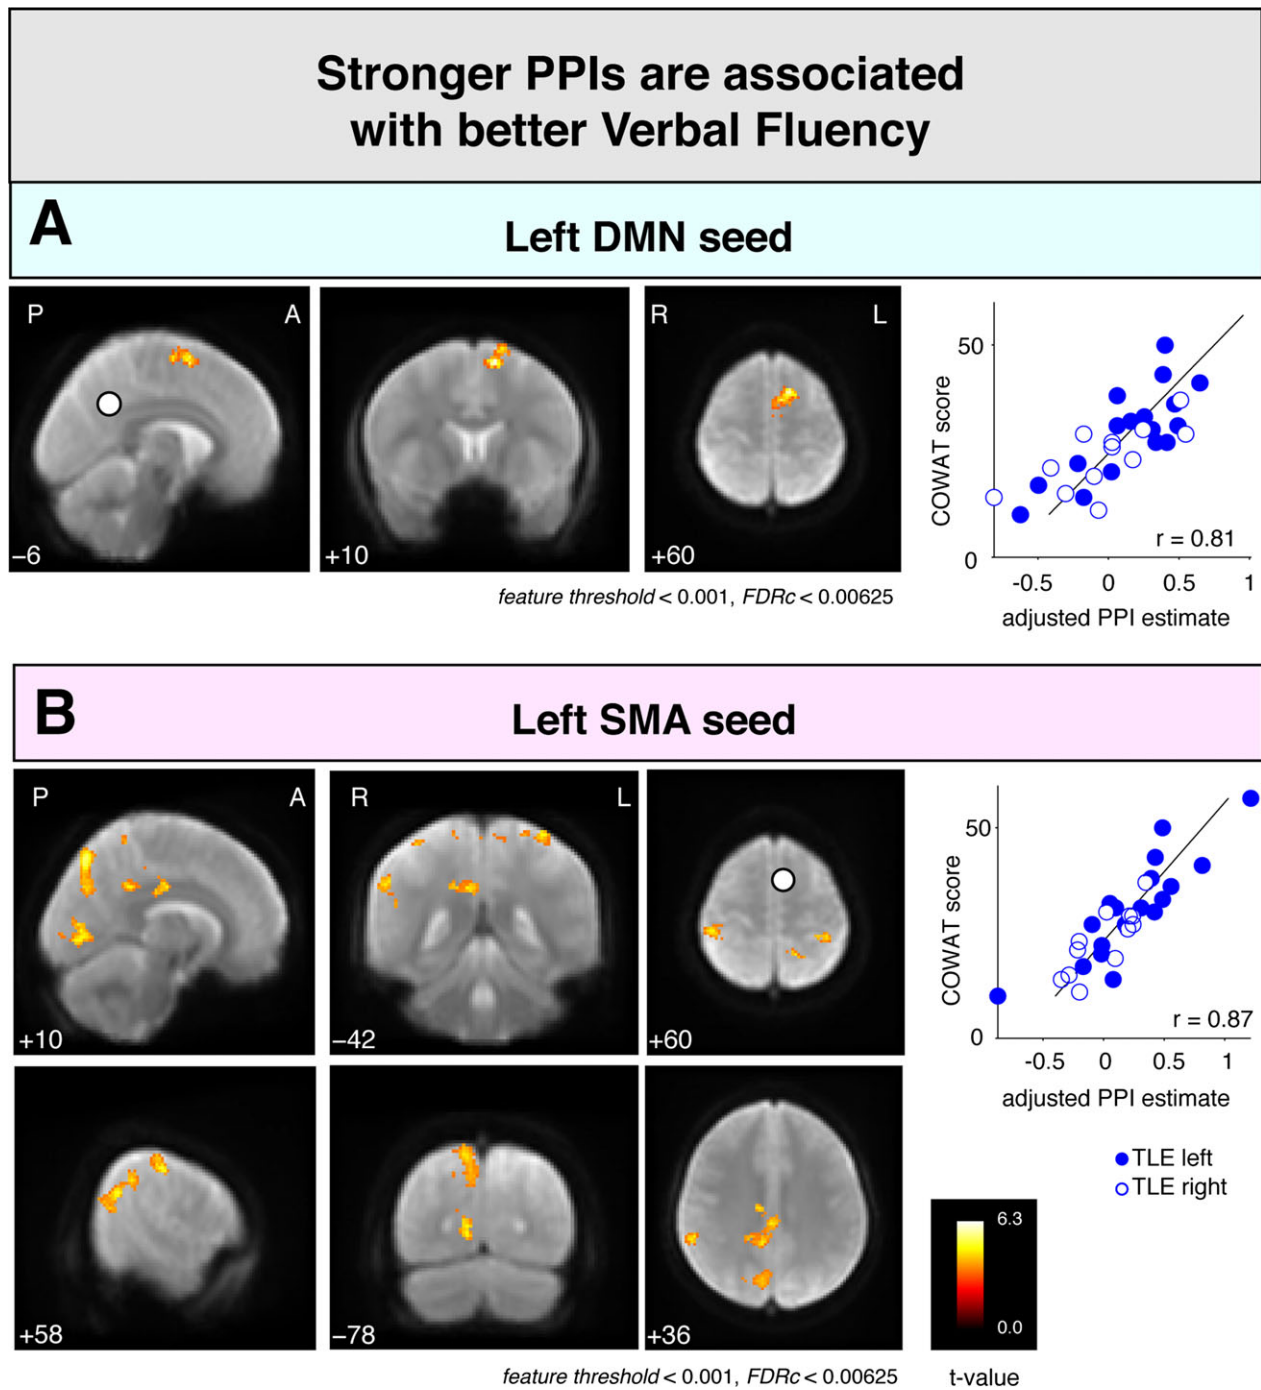 Stronger PPIs are associated
with better Verbal Fluency
A
Left DMN seed
P A
R L
−6
+10
+60
50
0
COWAT score
r = 0.81
-0.5 0 0.5 1
adjusted PPI estimate
feature threshold < 0.001, FDRc < 0.00625
B
Left SMA seed
P A
R L
+10
−42
+60
50
0
COWAT score
r = 0.87
-0.5 0 0.5 1
adjusted PPI estimate
TLE left
TLE right
+58
−78
+36
6.3
0.0
t-value
feature threshold < 0.001, FDRc < 0.00625